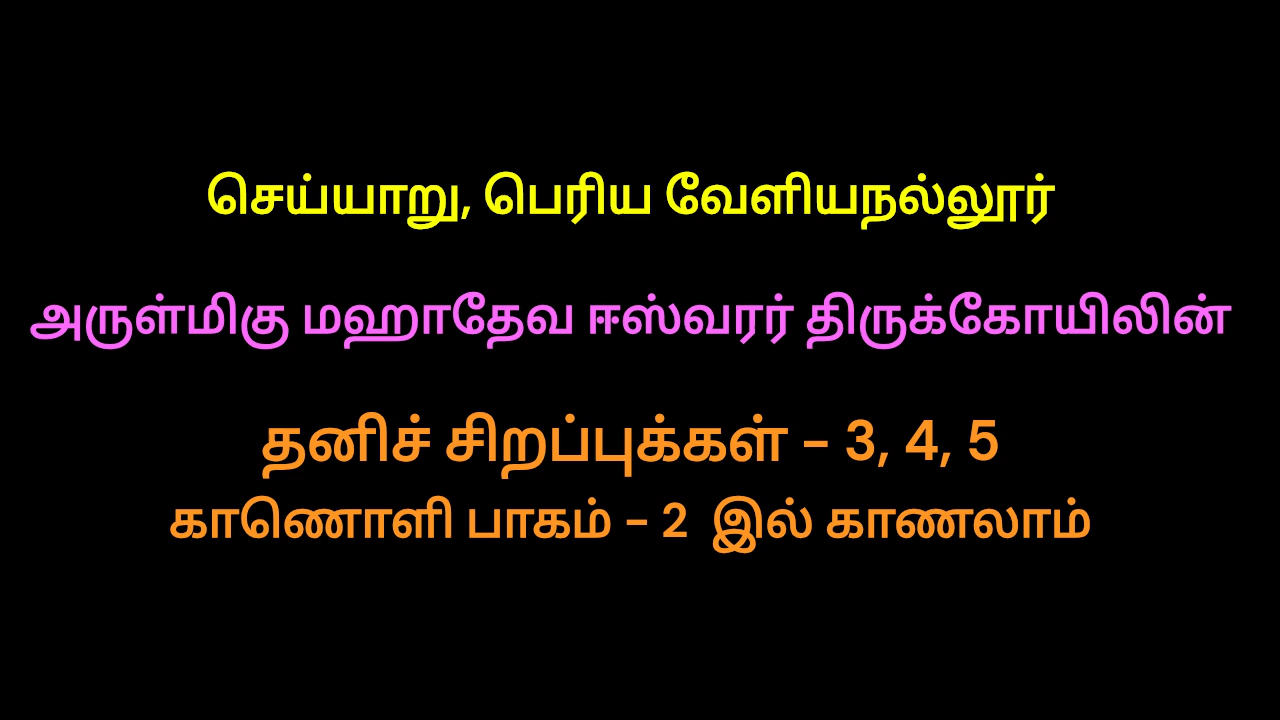 செய்யாறு, பெரிய வேளியநல்லூர்
அருள்மிகு மஹாதேவ ஈஸ்வரர் திருக்கோயிலின்
தனிச் சிறப்புக்கள் – 3, 4, 5
காணொளி பாகம் – 2 இல் காணலாம்